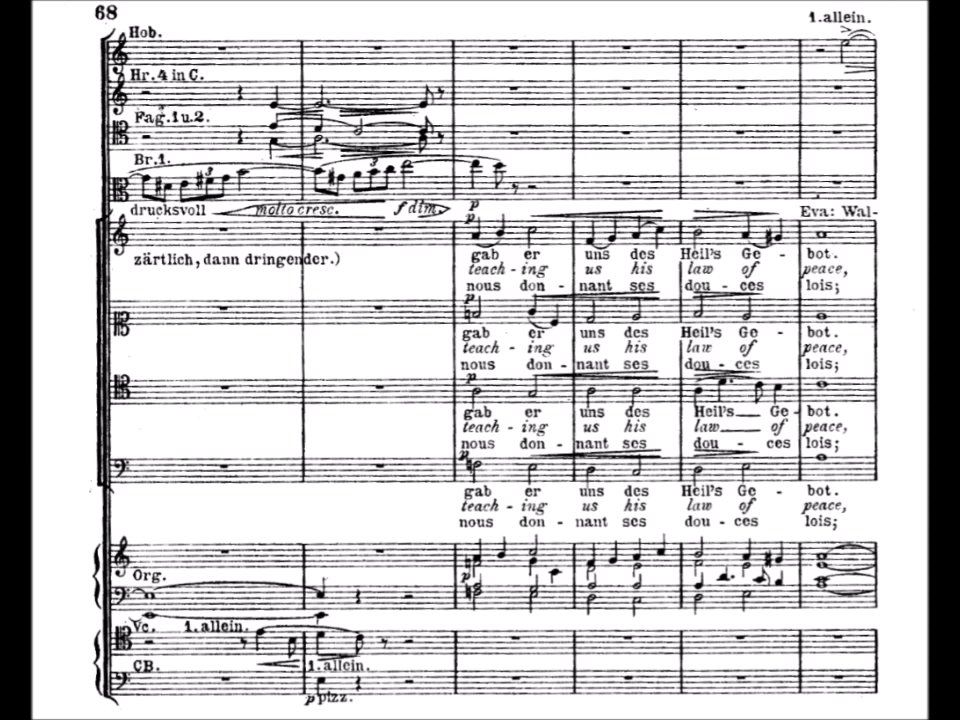 68
1. allein.
Hob.
Hr. 4 in C.
Fag. 1 u. 2.
Br. 1.
drucksvoll molto cresc. f dim. p
p
Eva: Wal-
zärtlich, dann dringender.)
gab er uns des Heil's Ge - bot.
teach - ing us his law of peace,
nous don - nant ses dou - ces lois;
p
gab er uns des Heil's Ge - bot.
teach - ing us his law of peace,
nous don - nant ses dou - ces lois;
p
gab er uns des Heil's Ge - bot.
teach - ing us his law of peace,
nous don - nant ses dou - ces lois;
p
gab er uns des Heil's Ge - bot.
teach - ing us his law of peace,
nous don - nant ses dou - ces lois;
Org.
p
Vc. 1. allein.
CB. 1. allein.
p pizz.